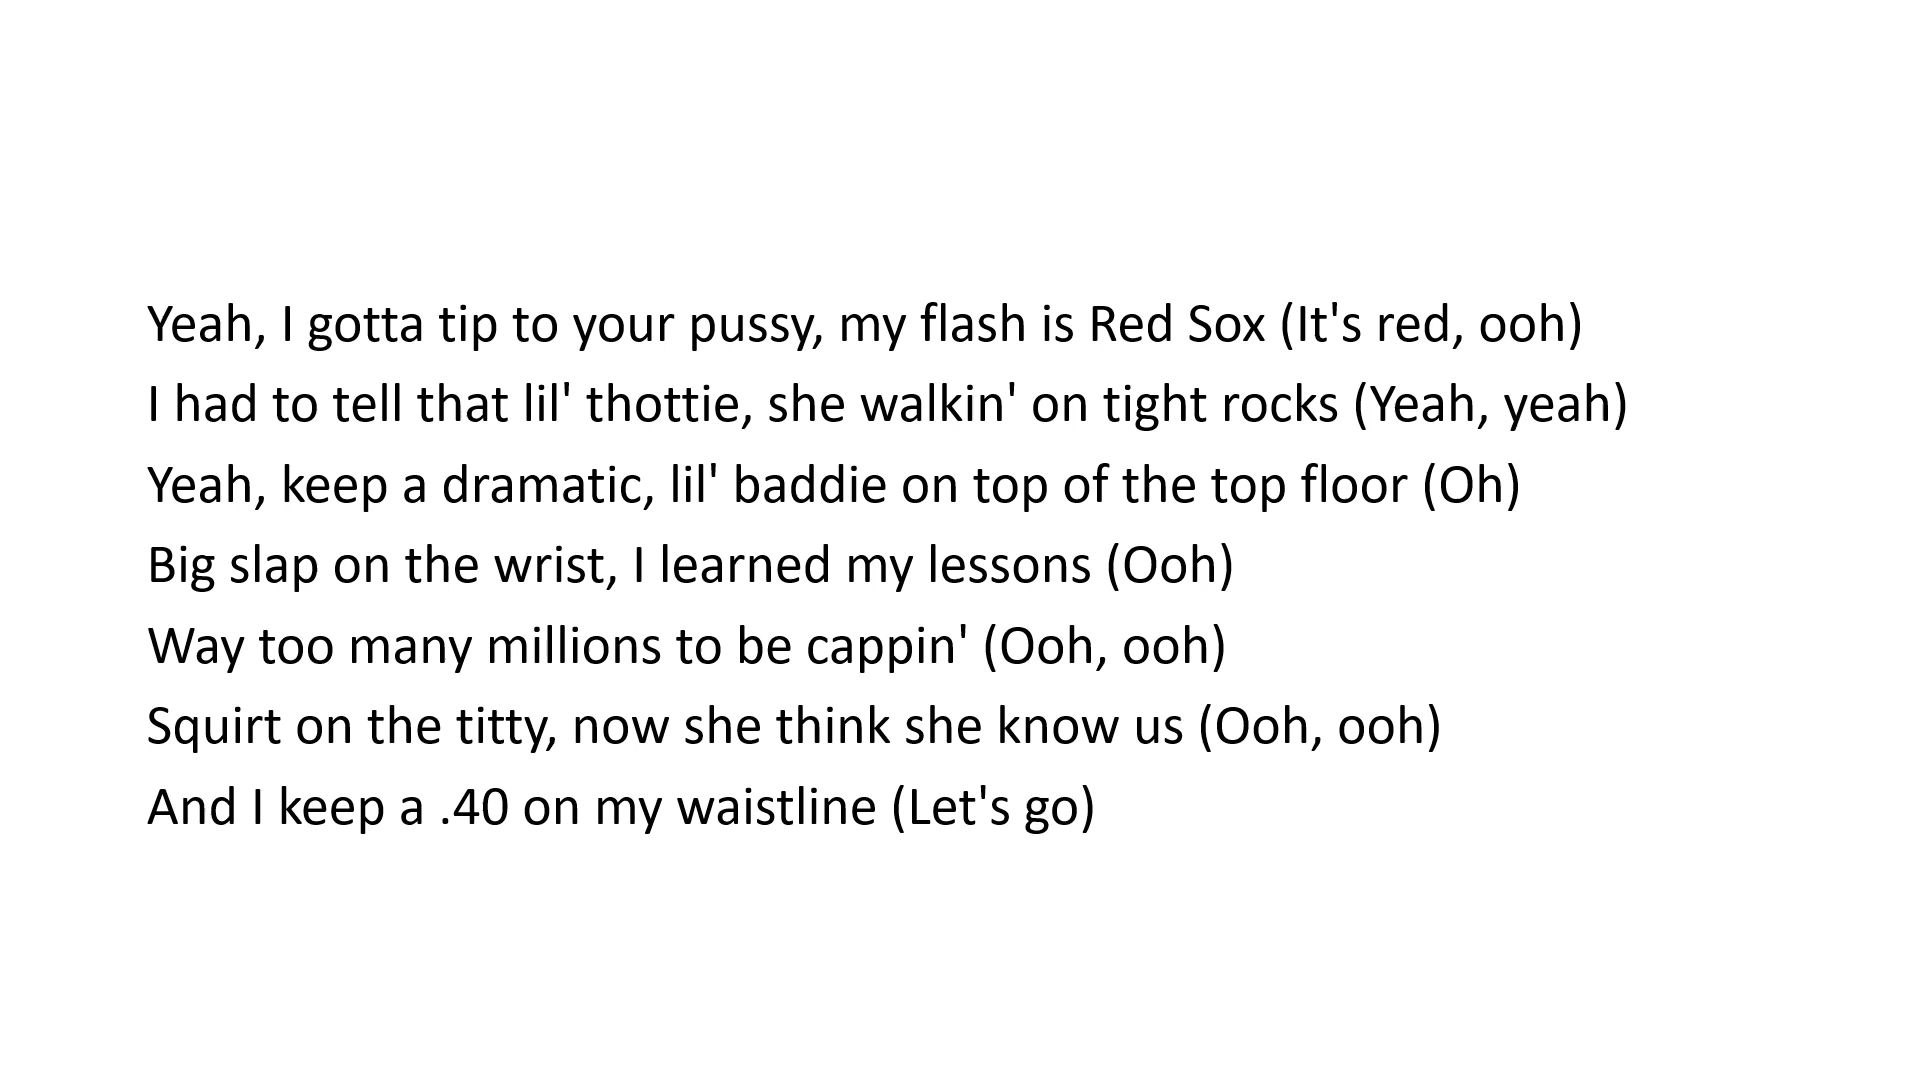 Yeah, I gotta tip to your pussy, my flash is Red Sox (It's red, ooh)
I had to tell that lil' thottie, she walkin' on tight rocks (Yeah, yeah)
Yeah, keep a dramatic, lil' baddie on top of the top floor (Oh)
Big slap on the wrist, I learned my lessons (Ooh)
Way too many millions to be cappin' (Ooh, ooh)
Squirt on the titty, now she think she know us (Ooh, ooh)
And I keep a .40 on my waistline (Let's go)